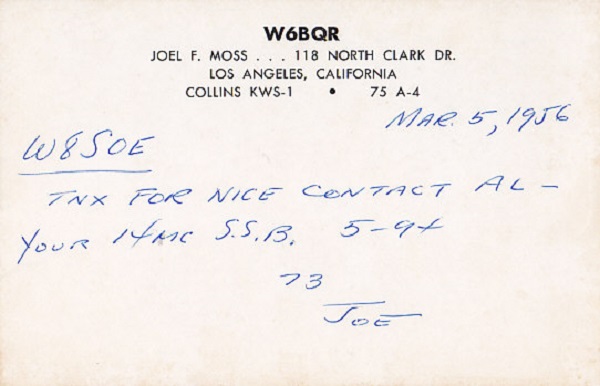 W6BQR
JOEL F. MOSS . . . 118 NORTH CLARK DR.
LOS ANGELES, CALIFORNIA
COLLINS KWS-1 • 75 A-4
MAR. 5, 1956
W8SOE
TNX FOR NICE CONTACT AL –
YOUR 14MC S.S.B. 5-9+
73
JOE